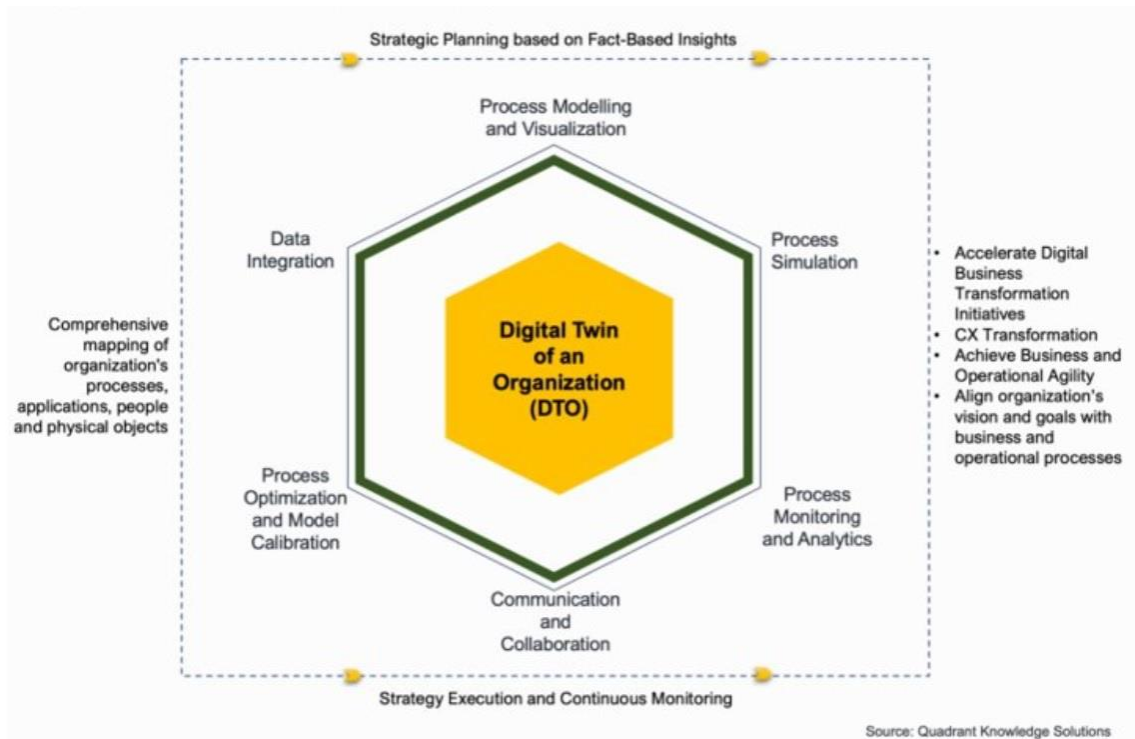 Strategic Planning based on Fact-Based Insights
Process Modelling
and Visualization
Data
Integration
Process
Simulation
Comprehensive
mapping of
organization's
processes,
applications, people
and physical objects
Digital Twin
of an
Organization
(DTO)
• Accelerate Digital
Business
Transformation
Initiatives
• CX Transformation
• Achieve Business and
Operational Agility
• Align organization's
vision and goals with
business and
operational processes
Process
Optimization
and Model
Calibration
Process
Monitoring
and Analytics
Communication
and
Collaboration
Strategy Execution and Continuous Monitoring
Source: Quadrant Knowledge Solutions